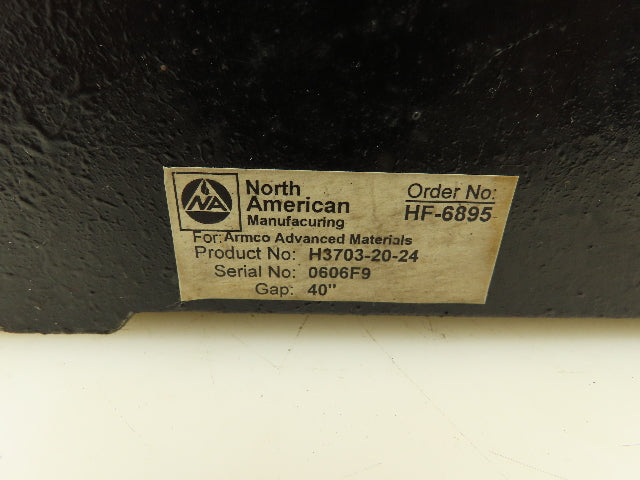 NA
North
American
Manufacuring
Order No:
HF-6895
For: Armco Advanced Materials
Product No: H3703-20-24
Serial No: 0606F9
Gap: 40"